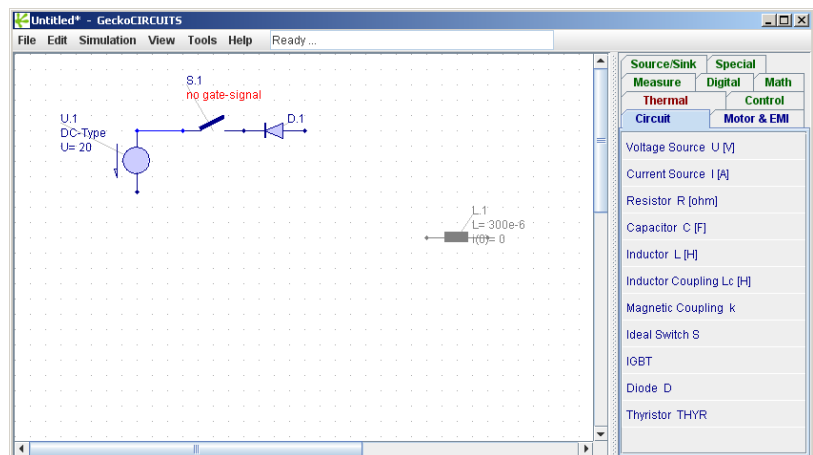 Untitled* - GeckoCIRCUITS
File Edit Simulation View Tools Help Ready ...
S.1
no gate-signal
U.1
DC-Type
U= 20
D.1
L.1
L= 300e-6
I(0)= 0
Source/Sink Special
Measure Digital Math
Thermal Control
Circuit Motor & EMI
Voltage Source U [V]
Current Source I [A]
Resistor R [ohm]
Capacitor C [F]
Inductor L [H]
Inductor Coupling Lc [H]
Magnetic Coupling k
Ideal Switch S
IGBT
Diode D
Thyristor THYR